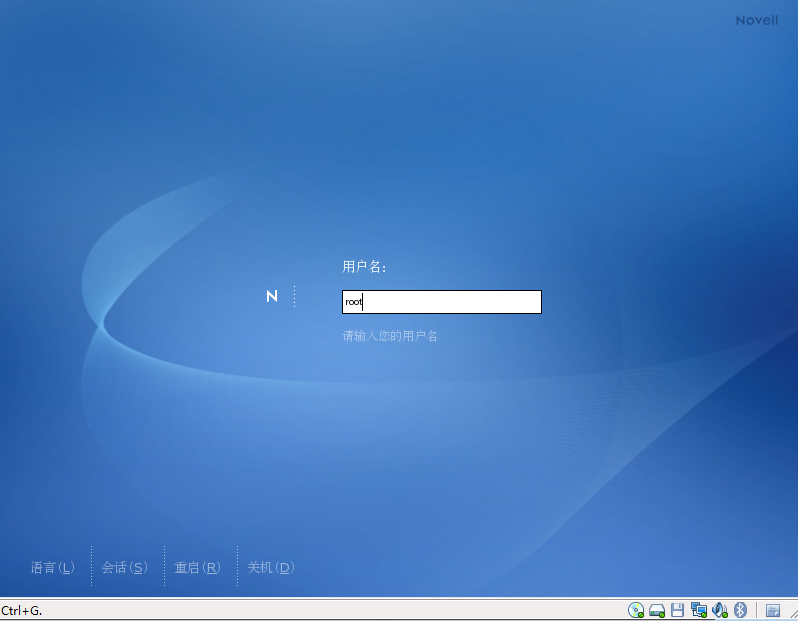 Novell
用户名:
N
root
请输入您的用户名
语言(L) 会话(S) 重启(R) 关机(D)
Ctrl+G.